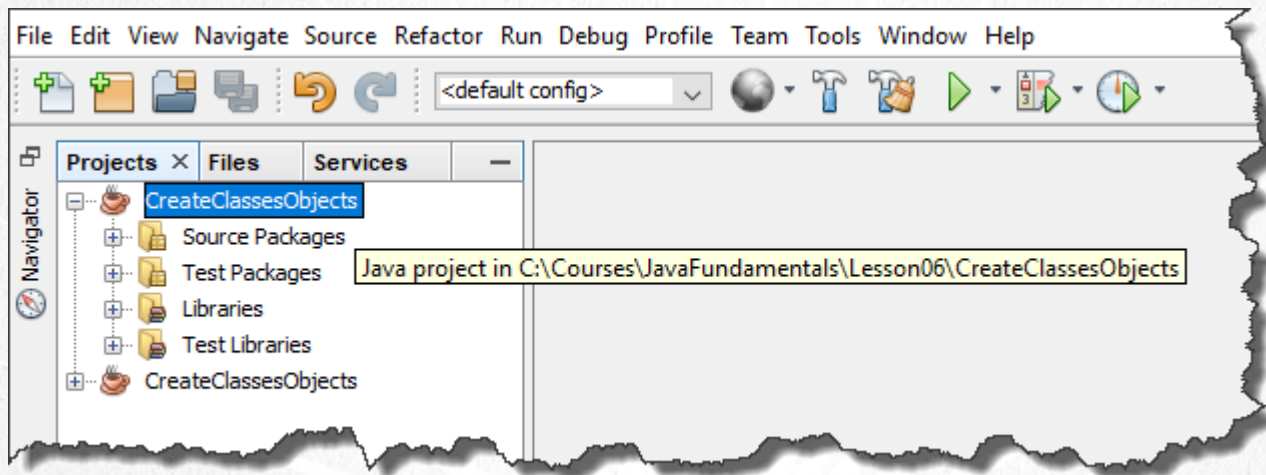 File Edit View Navigate Source Refactor Run Debug Profile Team Tools Window Help
<default config>
Projects Files Services
Navigator
CreateClassesObjects
Source Packages
Java project in C:\Courses\JavaFundamentals\Lesson06\CreateClassesObjects
Test Packages
Libraries
Test Libraries
CreateClassesObjects